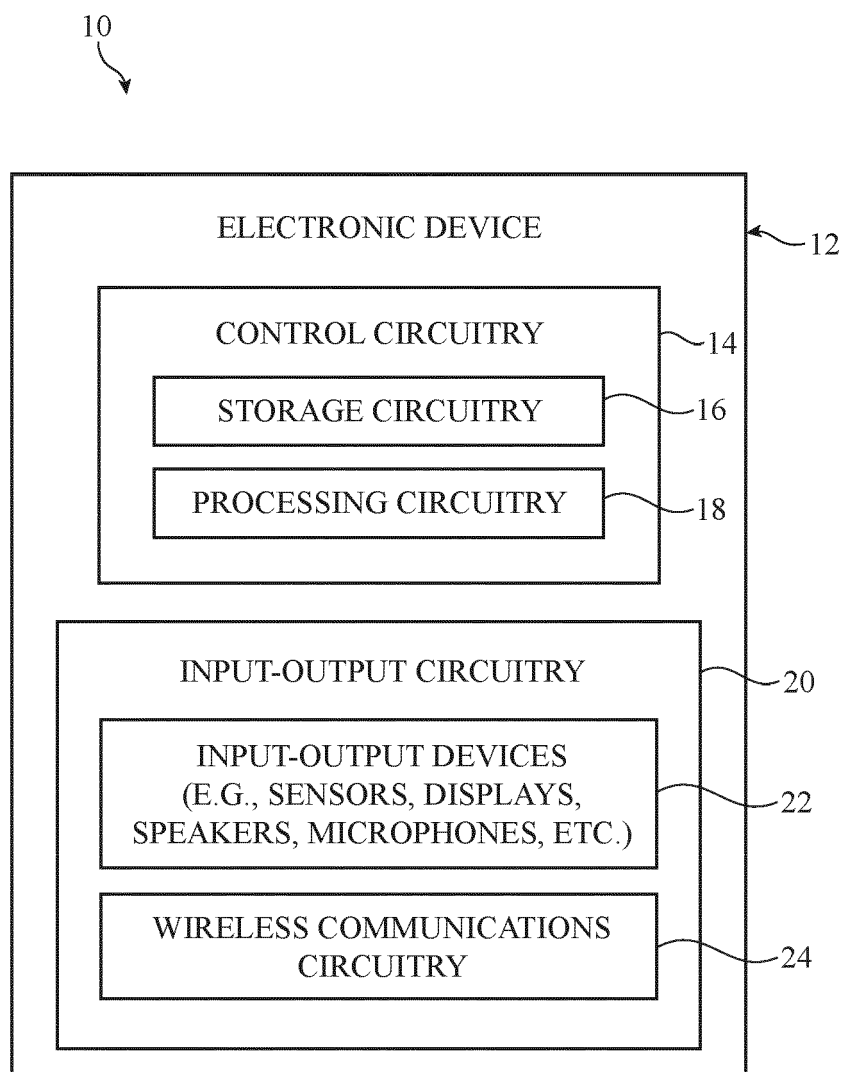 10
ELECTRONIC DEVICE
12
CONTROL CIRCUITRY
14
STORAGE CIRCUITRY
16
PROCESSING CIRCUITRY
18
INPUT-OUTPUT CIRCUITRY
20
INPUT-OUTPUT DEVICES
(E.G., SENSORS, DISPLAYS,
SPEAKERS, MICROPHONES, ETC.)
22
WIRELESS COMMUNICATIONS
CIRCUITRY
24